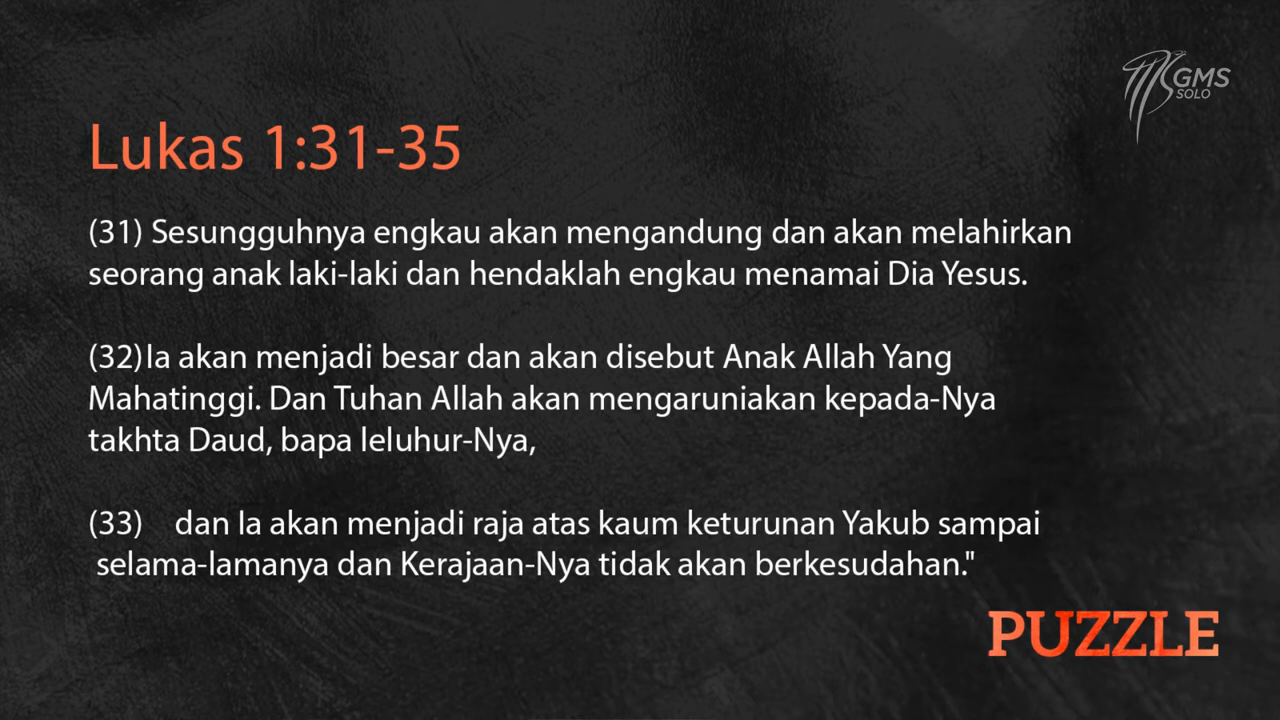 GMS
SOLO
Lukas 1:31-35
(31) Sesungguhnya engkau akan mengandung dan akan melahirkan
seorang anak laki-laki dan hendaklah engkau menamai Dia Yesus.
(32)Ia akan menjadi besar dan akan disebut Anak Allah Yang
Mahatinggi. Dan Tuhan Allah akan mengaruniakan kepada-Nya
takhta Daud, bapa leluhur-Nya,
(33) dan Ia akan menjadi raja atas kaum keturunan Yakub sampai
selama-lamanya dan Kerajaan-Nya tidak akan berkesudahan."
PUZZLE